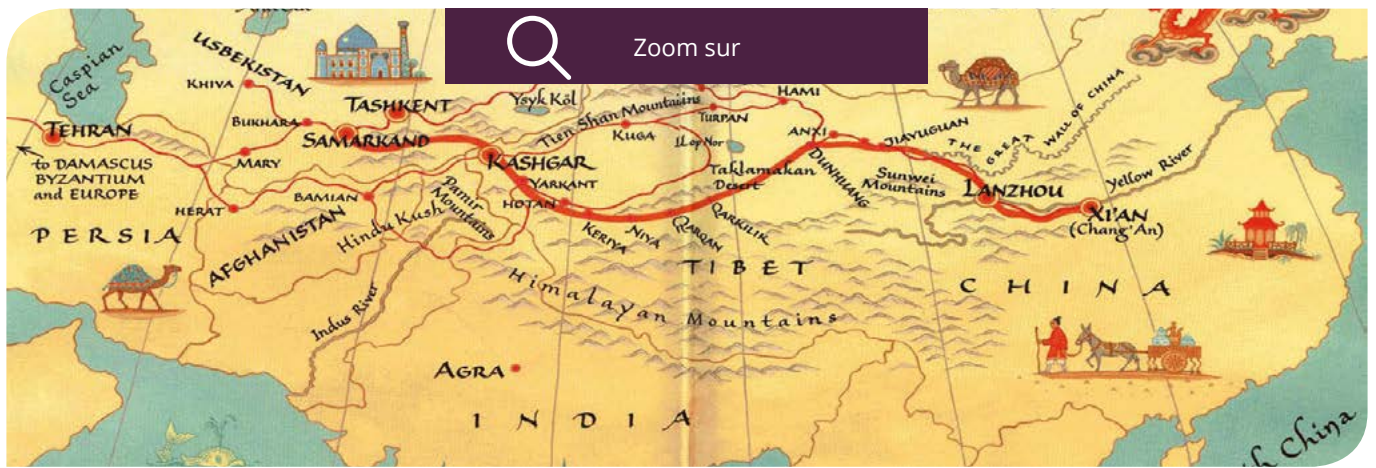 Zoom sur
Caspian
Sea
USBEKISTAN
KHIVA
TASHKENT
Ysyk Köl
Tien Shan Mountains
HAMI
TURPAN
THE GREAT WALL OF CHINA
TEHRAN
BUKHARA
SAMARKAND
KUGA
Lop Nor
ANXI
JIAYUGUAN
to DAMASCUS
BYZANTIUM
and EUROPE
MARY
KASHGAR
YARKANT
Taklamakan
Desert
DUNHUANG
Sunwei
Mountains
LANZHOU
Yellow River
HERAT
BAMIAN
Pamir
Mountains
HOTAN
XI'AN
(Chang'An)
PERSIA
AFGHANISTAN
Hindu Kush
KERIYA
NIYA
QARQAN
QARKILIK
TIBET
CHINA
Himalayan Mountains
Indus River
AGRA
INDIA
China